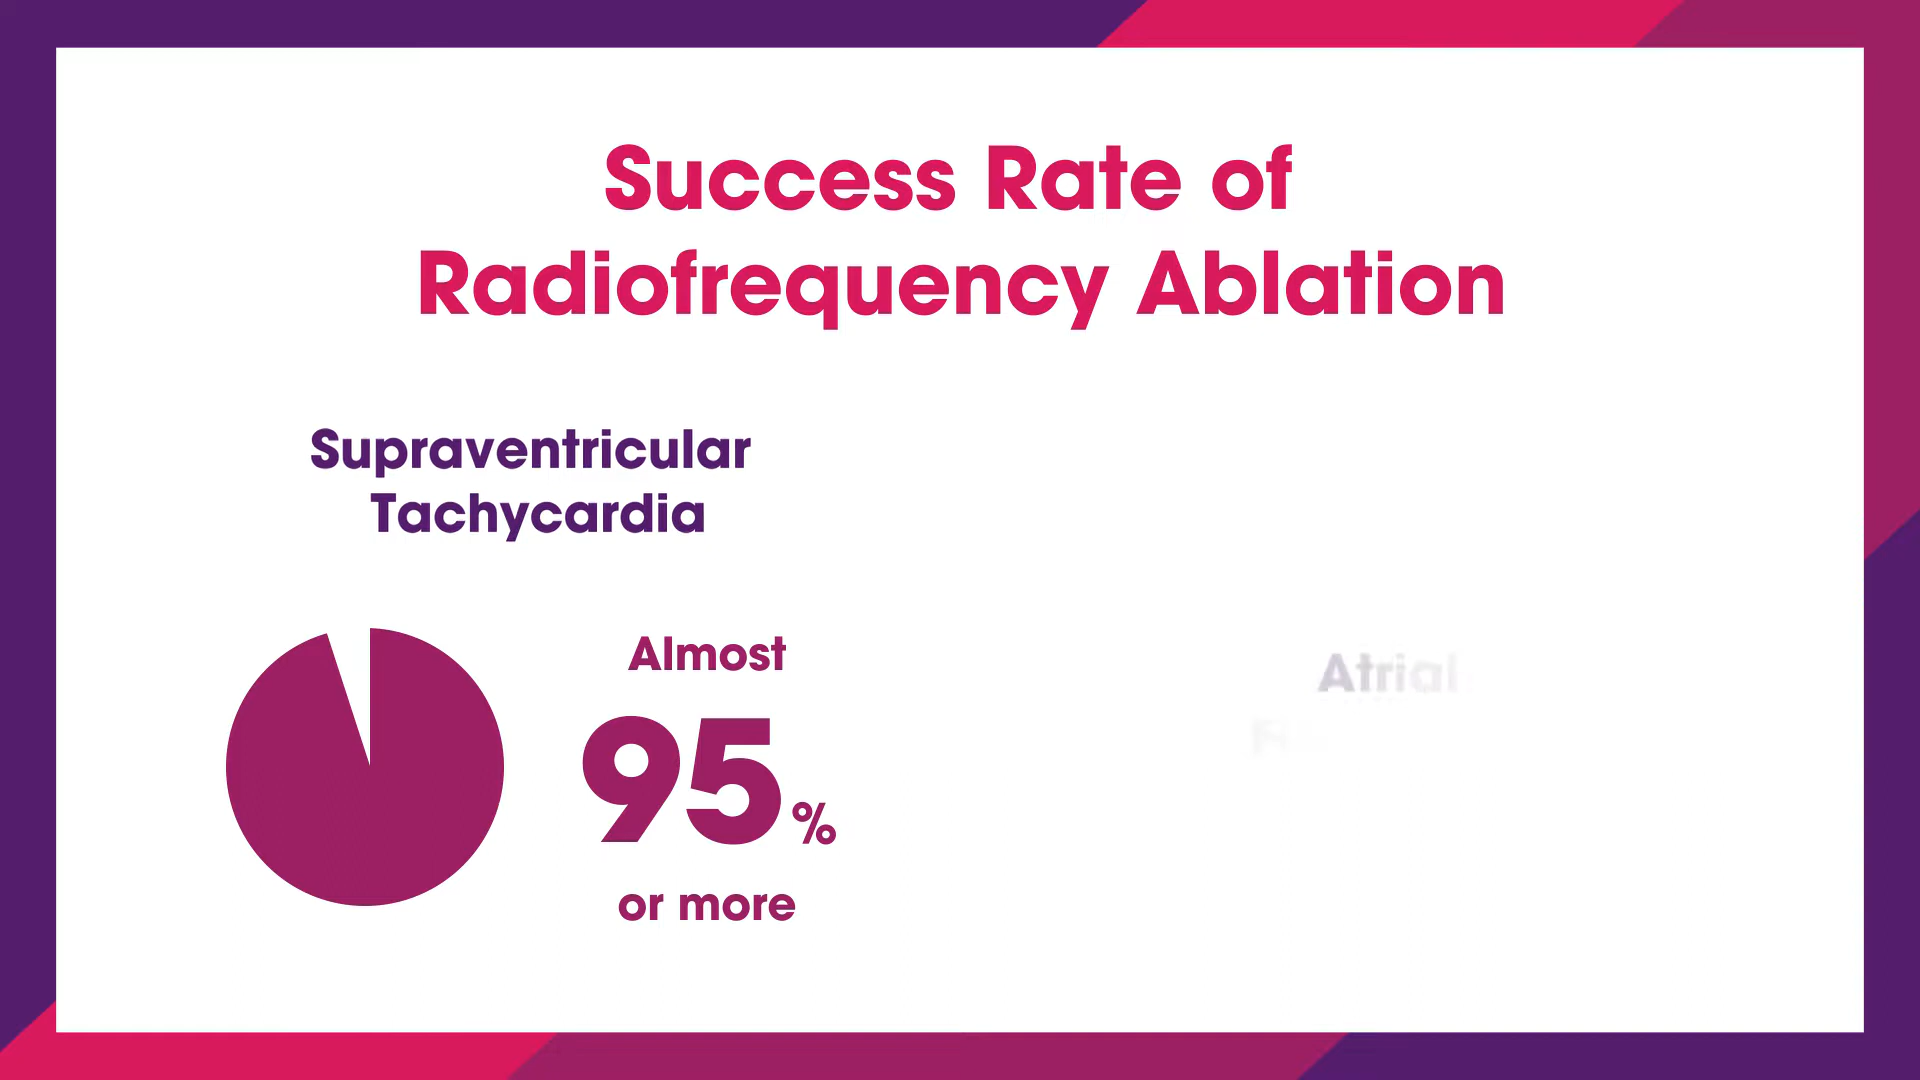 Success Rate of
Radiofrequency Ablation
Supraventricular
Tachycardia
Almost
95%
or more
Atrial